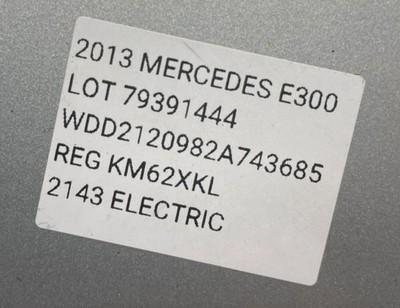 2013 MERCEDES E300
LOT 79391444
WDD2120982A743685
REG KM62XKL
2143 ELECTRIC